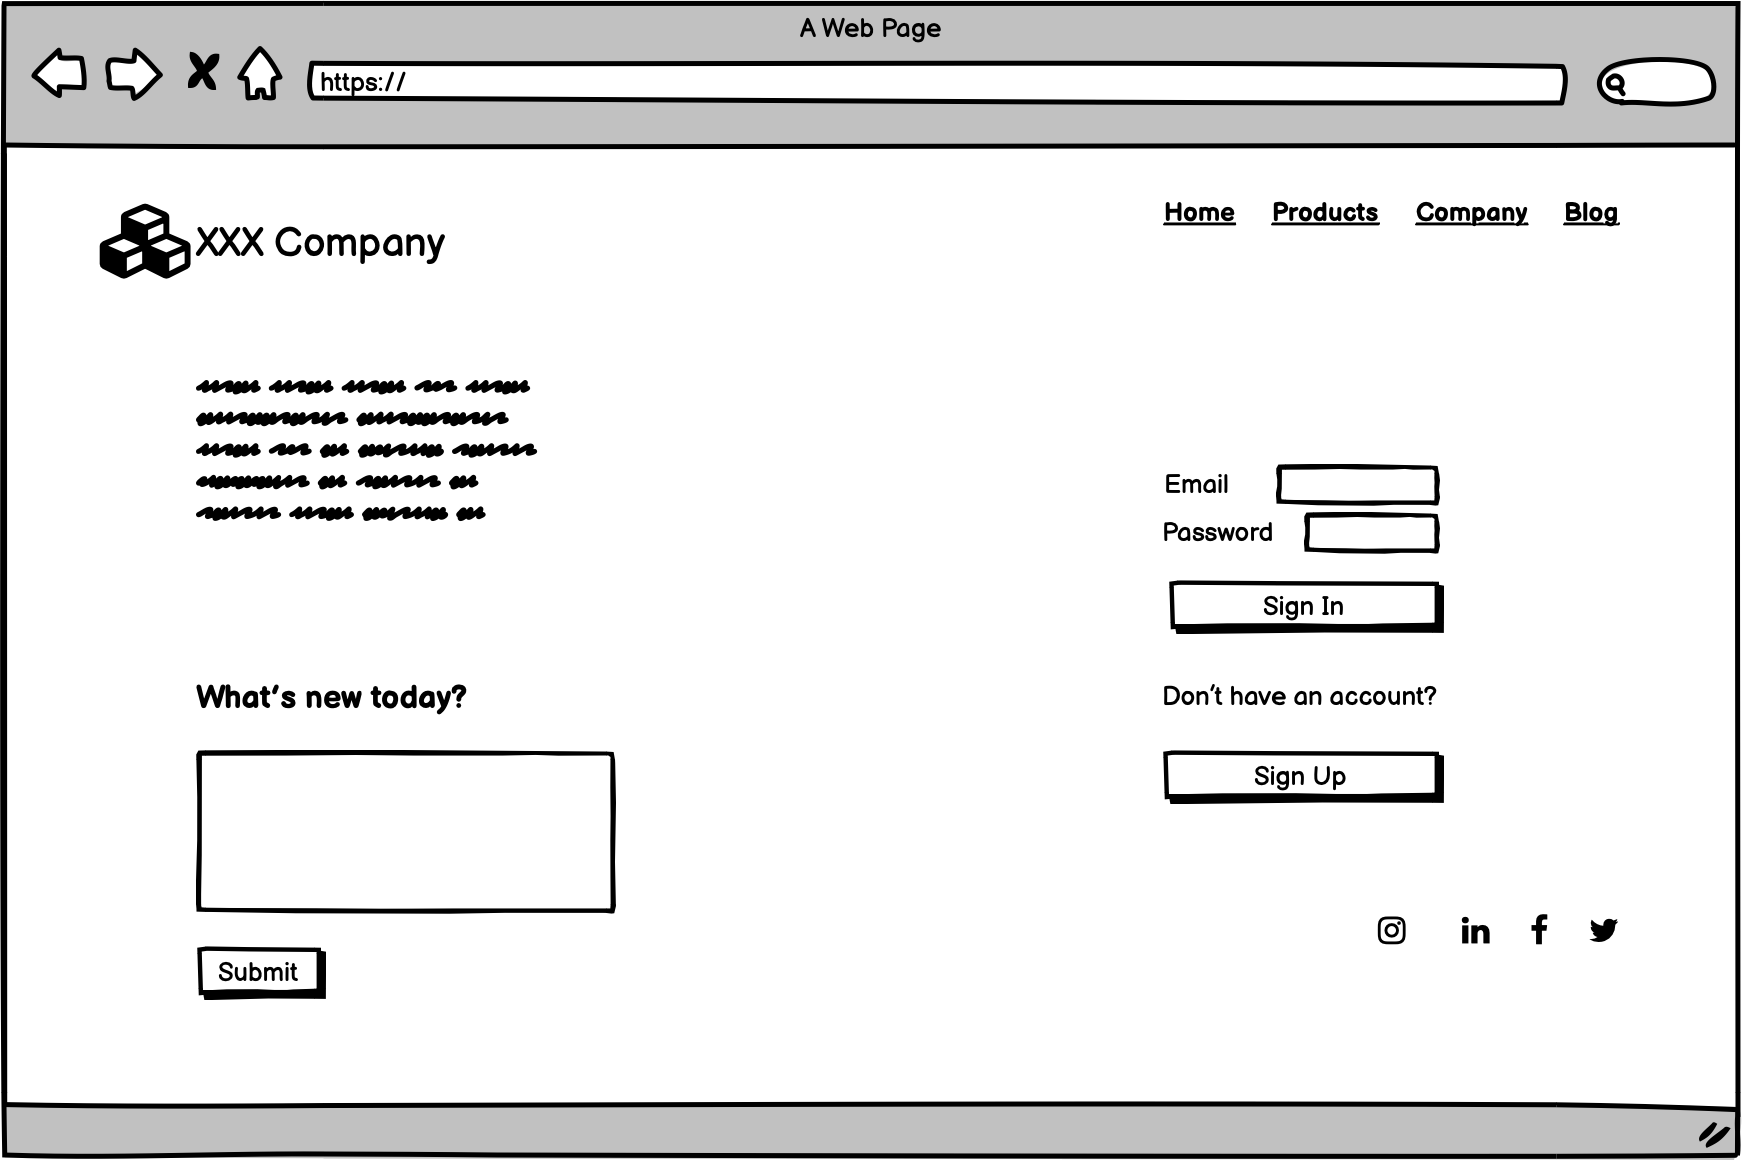 A Web Page
https://
XXX Company
Home Products Company Blog
Email
Password
Sign In
What's new today?
Don't have an account?
Sign Up
Submit